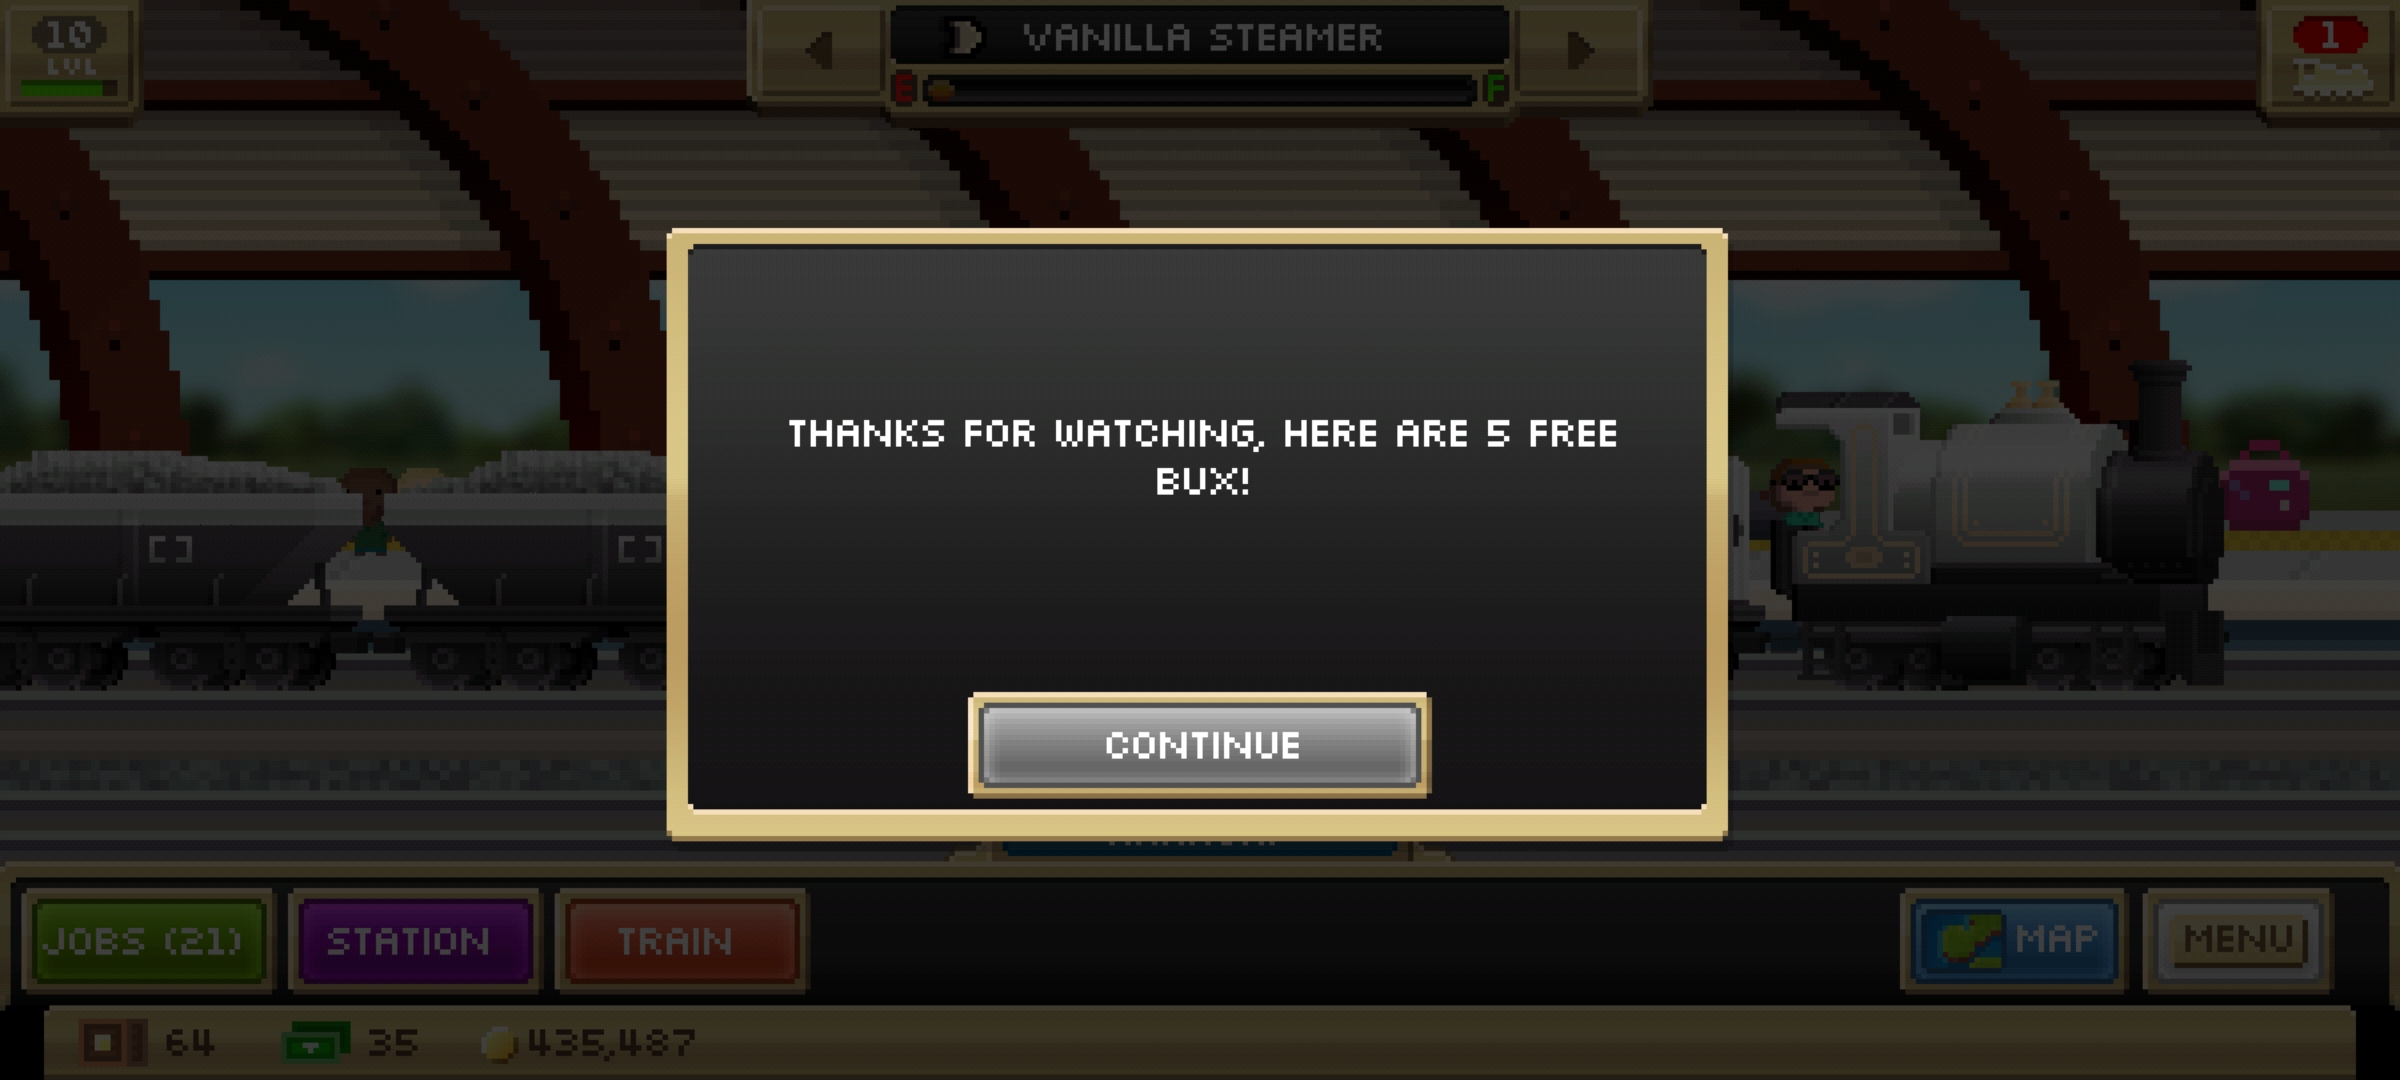 10
LVL
VANILLA STEAMER
E F
1
THANKS FOR WATCHING, HERE ARE 5 FREE
BUX!
CONTINUE
JOBS (21)
STATION
TRAIN
MAP
MENU
64
35
435,487